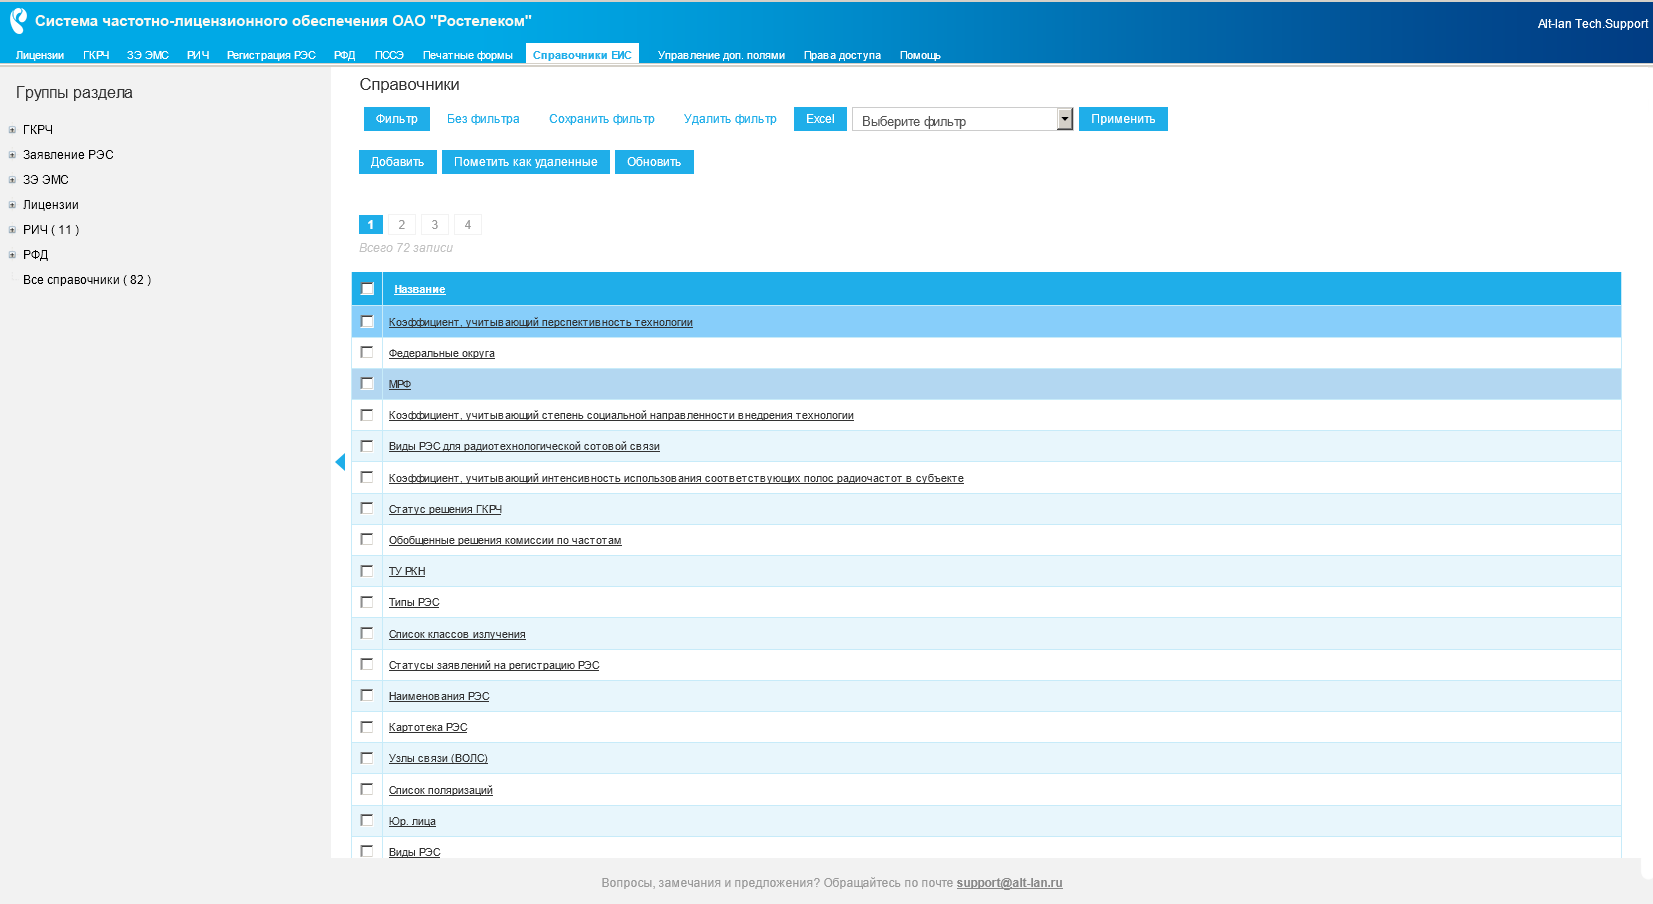 Система частотно-лицензионного обеспечения ОАО "Ростелеком"
Alt-lan Tech.Support
Лицензии ГКРЧ ЗЭ ЭМС РИЧ Регистрация РЭС РФД ПССЭ Печатные формы Справочники ЕИС Управление доп. полями Права доступа Помощь
Группы раздела
ГКРЧ
Заявление РЭС
ЗЭ ЭМС
Лицензии
РИЧ ( 11 )
РФД
Все справочники ( 82 )
Справочники
Фильтр Без фильтра Сохранить фильтр Удалить фильтр Excel Выберите фильтр Применить
Добавить Пометить как удаленные Обновить
1 2 3 4
Всего 72 записи
Название
Коэффициент, учитывающий перспективность технологии
Федеральные округа
МРФ
Коэффициент, учитывающий степень социальной направленности внедрения технологии
Виды РЭС для радиотехнологической сотовой связи
Коэффициент, учитывающий интенсивность использования соответствующих полос радиочастот в субъекте
Статус решения ГКРЧ
Обобщенные решения комиссии по частотам
ТУ РКН
Типы РЭС
Список классов излучения
Статусы заявлений на регистрацию РЭС
Наименования РЭС
Картотека РЭС
Узлы связи (ВОЛС)
Список поляризаций
Юр. лица
Виды РЭС
Вопросы, замечания и предложения? Обращайтесь по почте support@alt-lan.ru